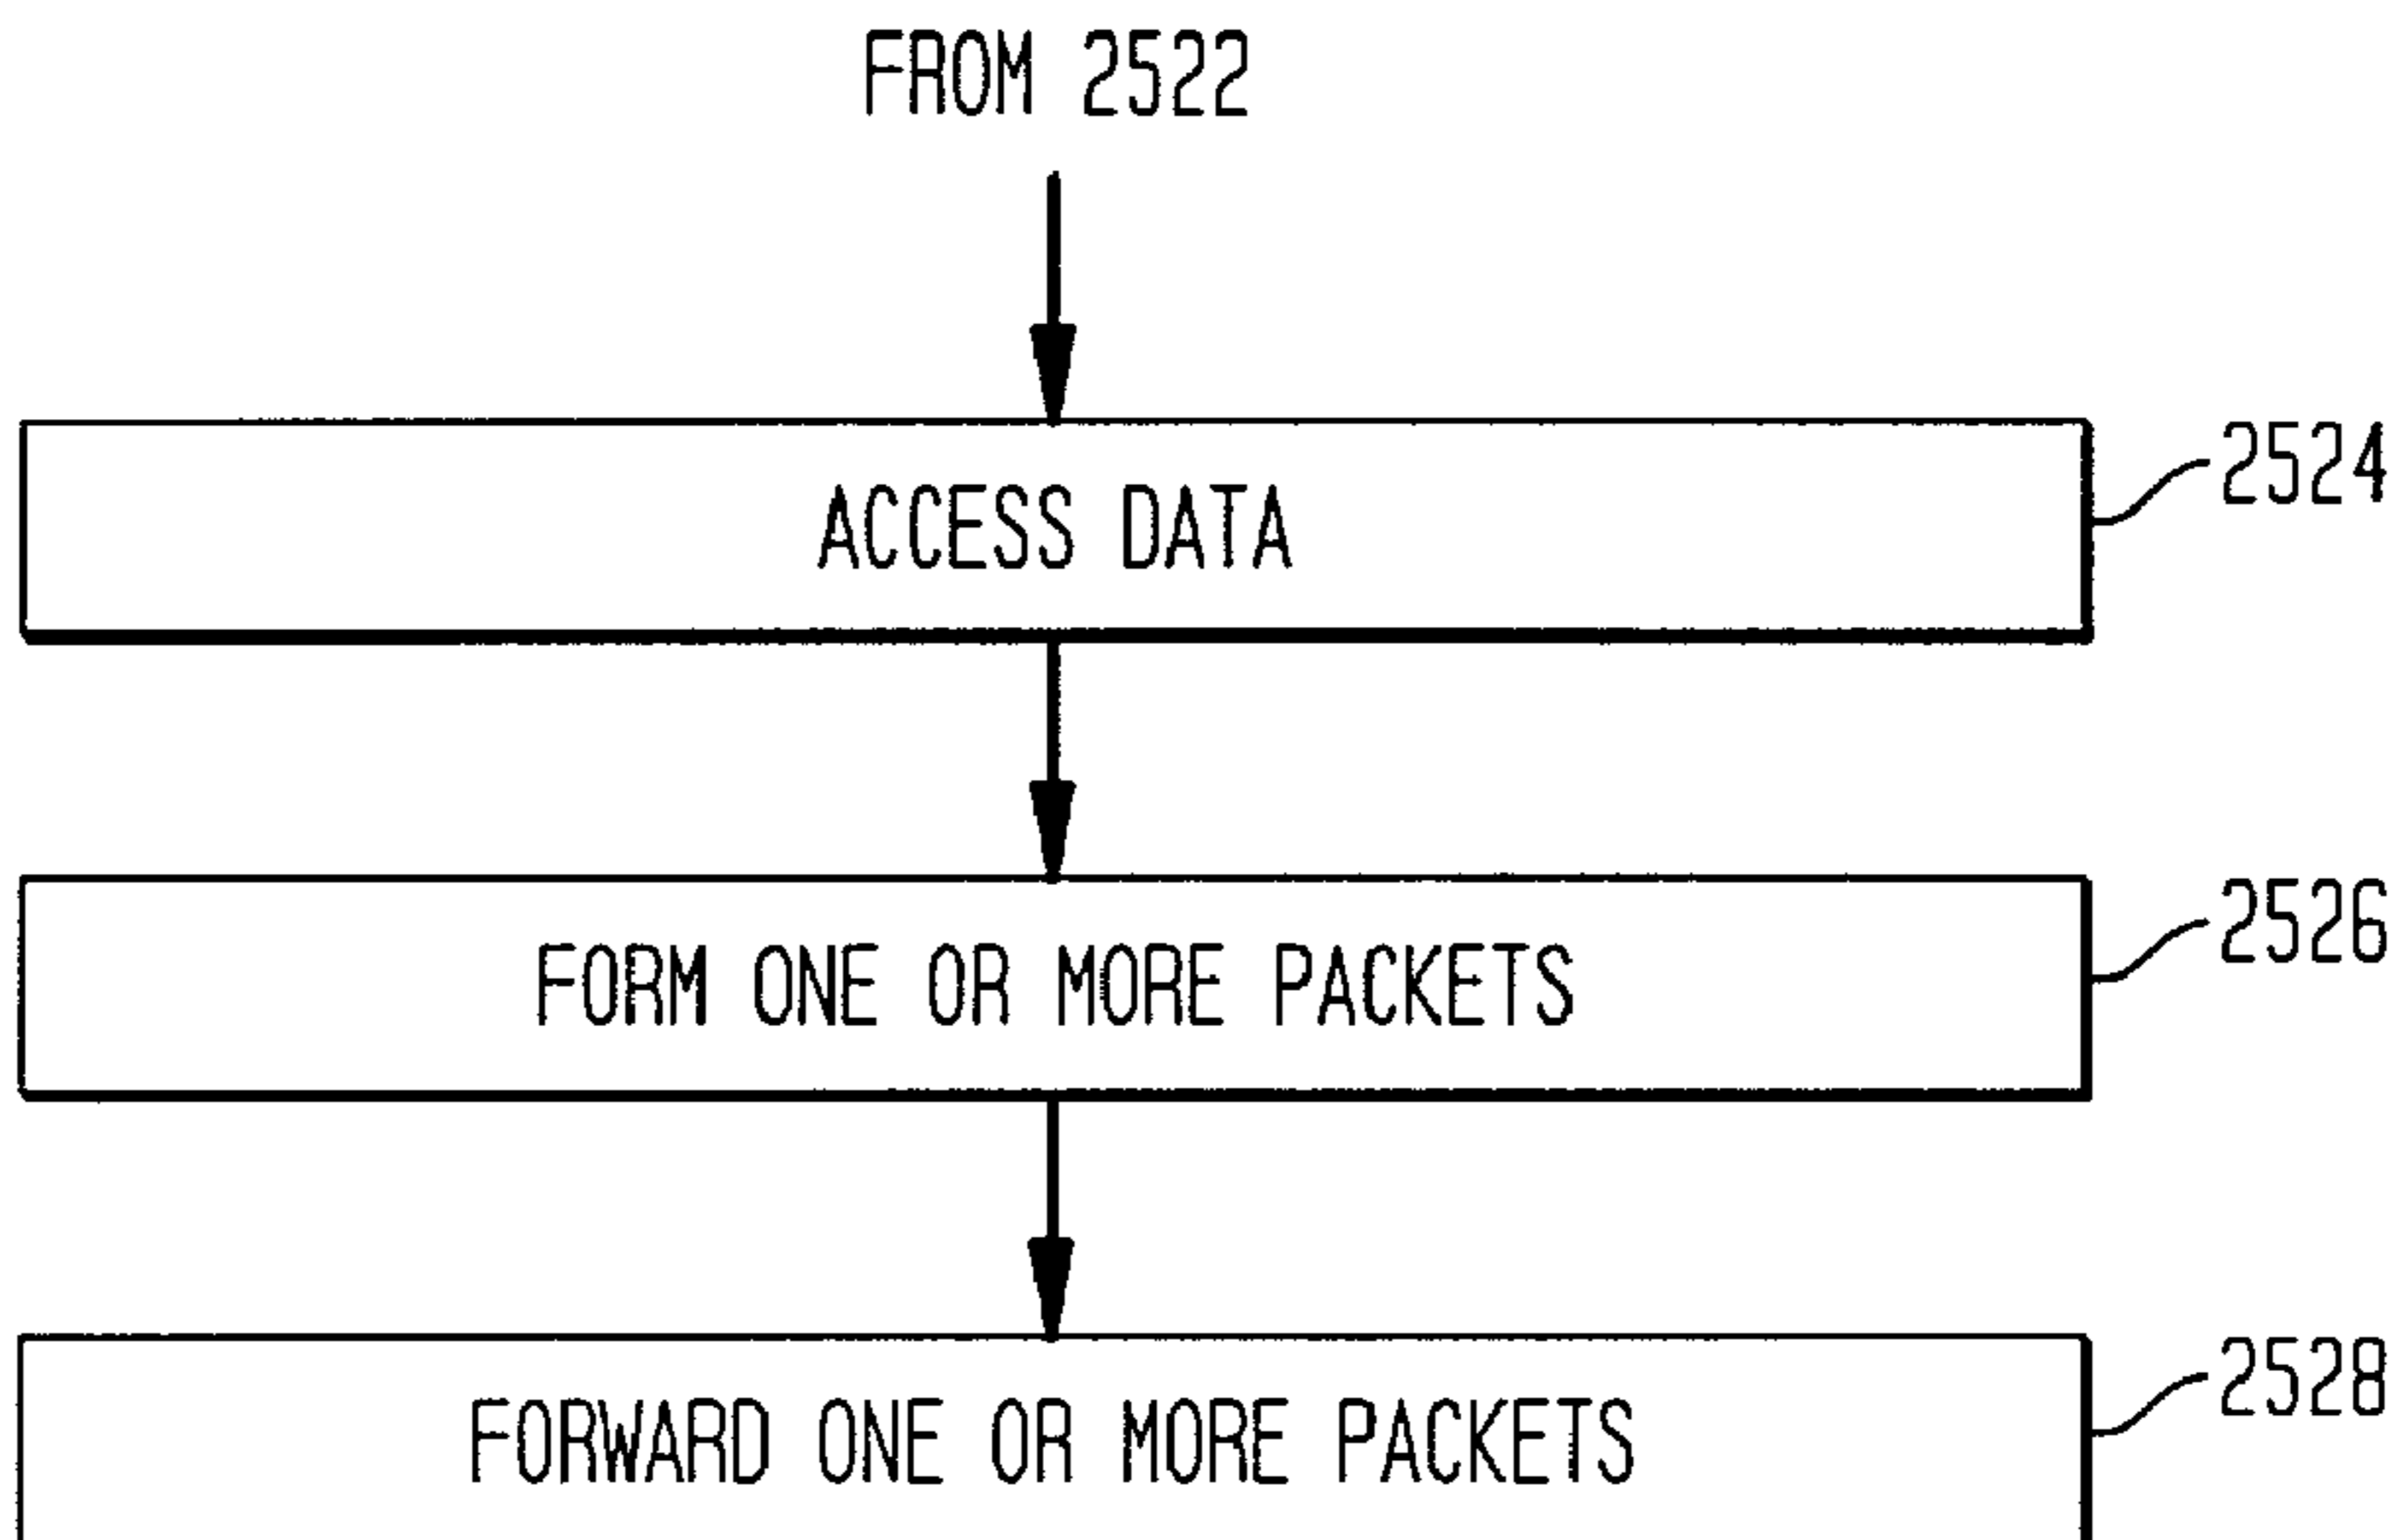 FROM 2522
ACCESS DATA
2524
FORM ONE OR MORE PACKETS
2526
FORWARD ONE OR MORE PACKETS
2528